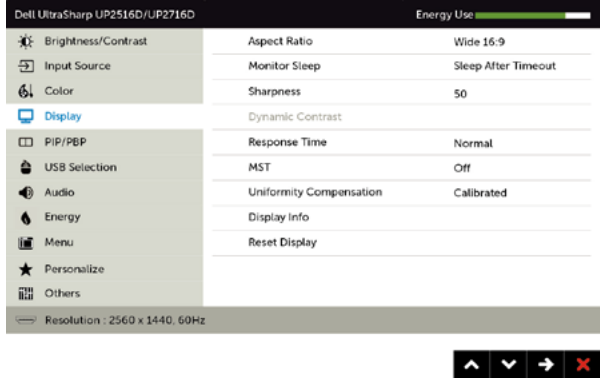 Dell UltraSharp UP2516D/UP2716D Energy Use
Brightness/Contrast Aspect Ratio Wide 16:9
Input Source Monitor Sleep Sleep After Timeout
Color Sharpness 50
Display Dynamic Contrast
PIP/PBP Response Time Normal
USB Selection MST Off
Audio Uniformity Compensation Calibrated
Energy Display Info
Menu Reset Display
Personalize
Others
Resolution : 2560 x 1440, 60Hz